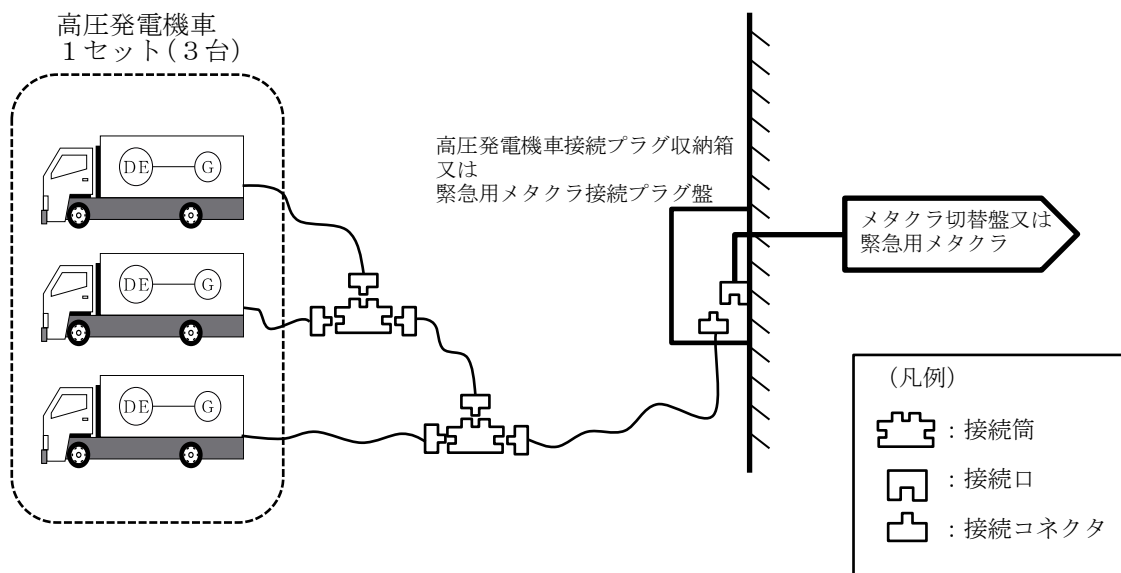 高圧発電機車
１セット(３台)
DE
G
DE
G
DE
G
高圧発電機車接続プラグ収納箱
又は
緊急用メタクラ接続プラグ盤
メタクラ切替盤又は
緊急用メタクラ
(凡例)
：接続筒
：接続口
：接続コネクタ